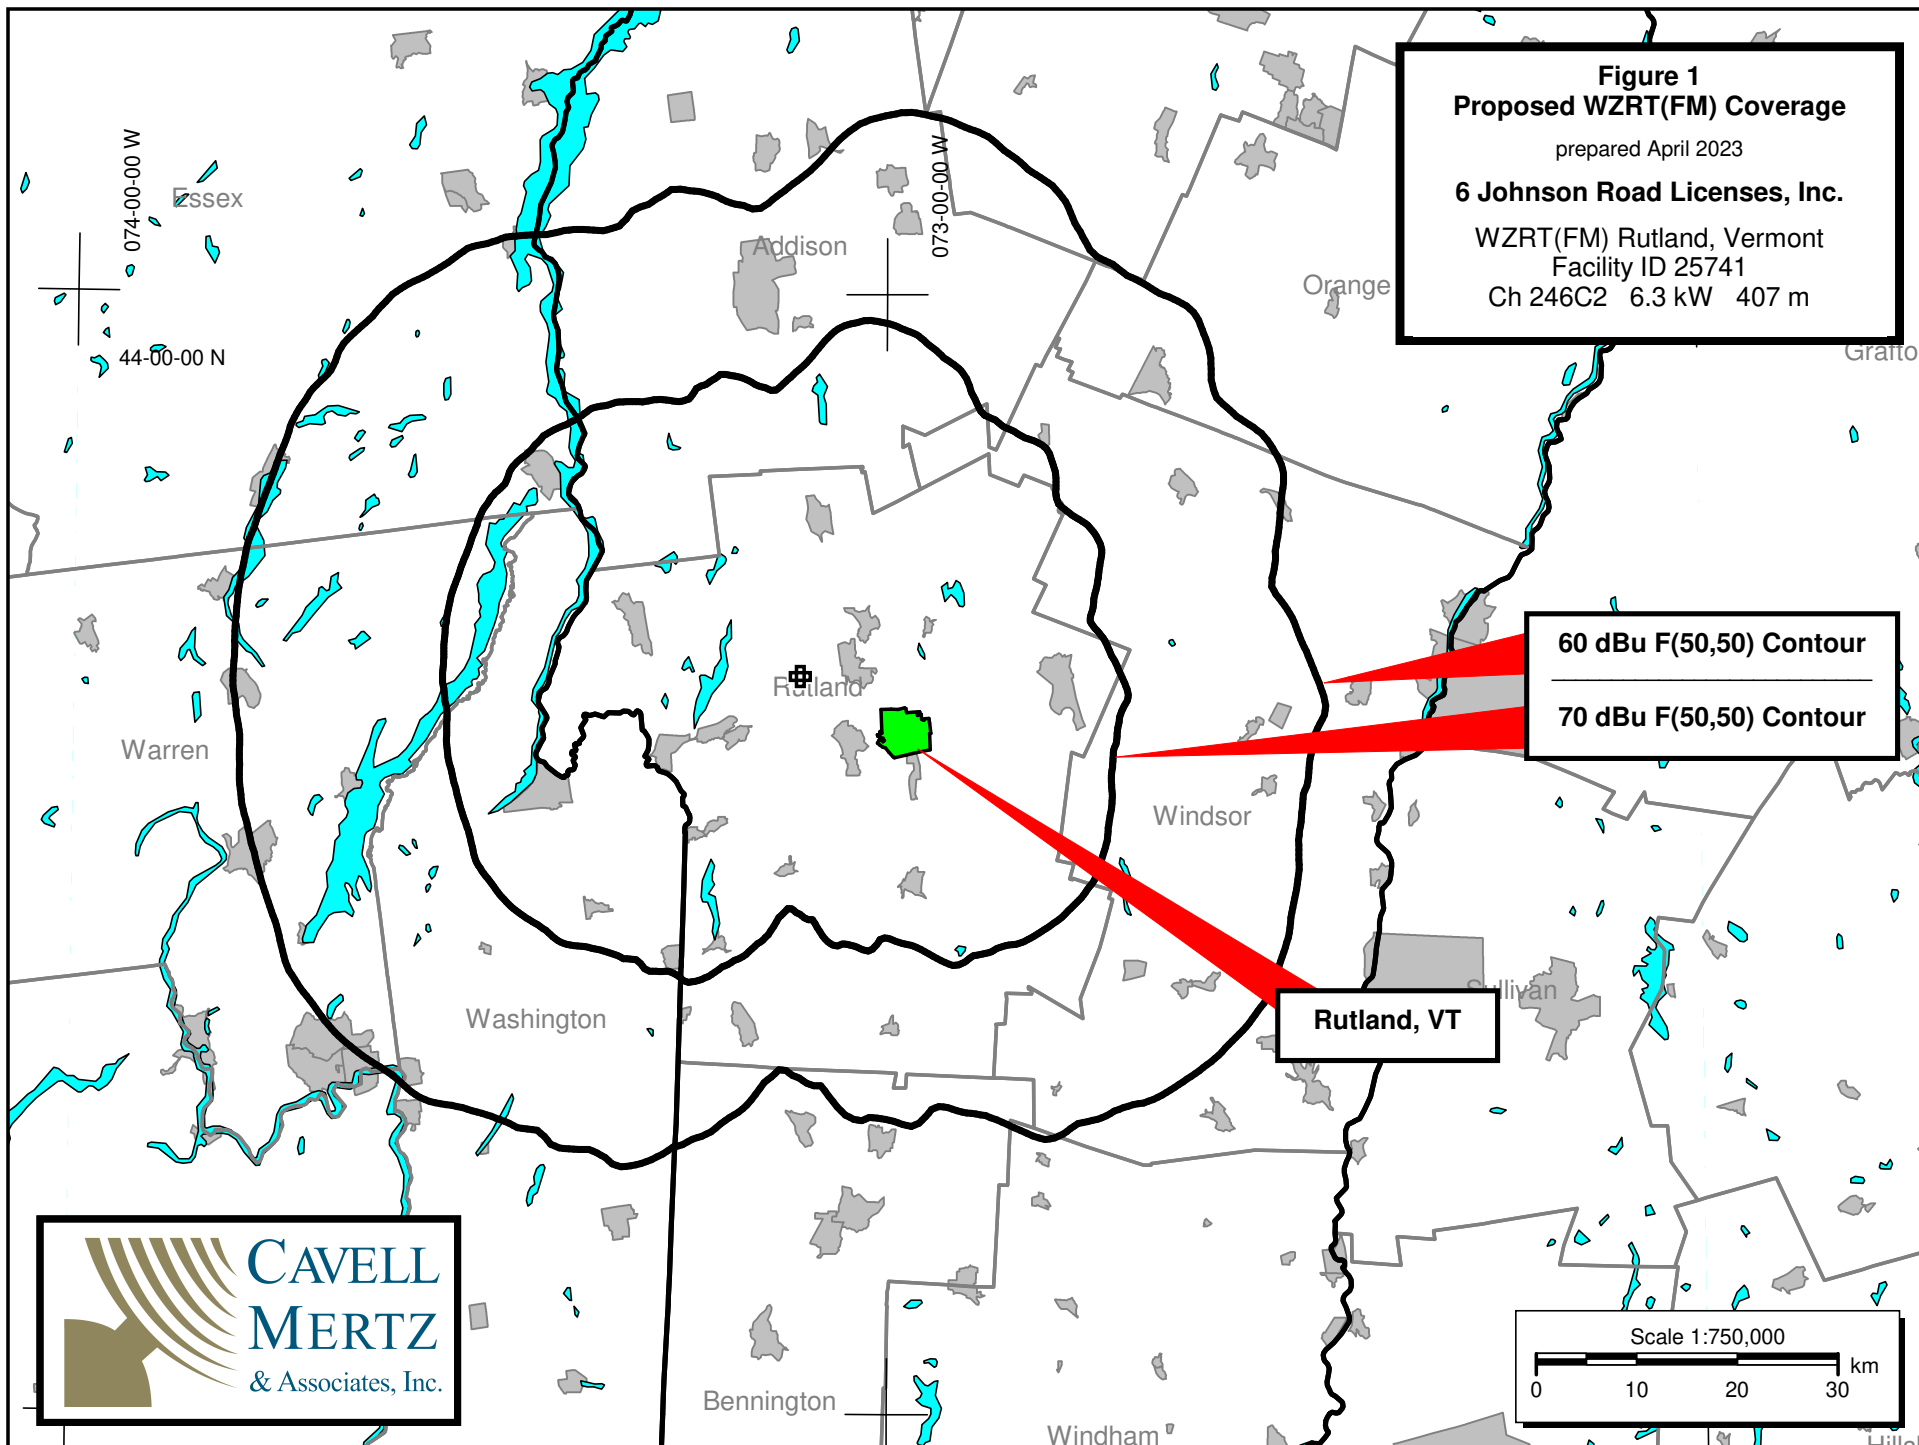 Figure 1
Proposed WZRT(FM) Coverage
prepared April 2023
6 Johnson Road Licenses, Inc.
WZRT(FM) Rutland, Vermont
Facility ID 25741
Ch 246C2 6.3 kW 407 m
074-00-00 W
073-00-00 W
44-00-00 N
Essex
Addison
Orange
Grafto
60 dBu F(50,50) Contour
70 dBu F(50,50) Contour
Rutland
Warren
Windsor
Sullivan
Washington
Rutland, VT
CAVELL
MERTZ
& Associates, Inc.
Scale 1:750,000
km
0 10 20 30
Bennington
Windham